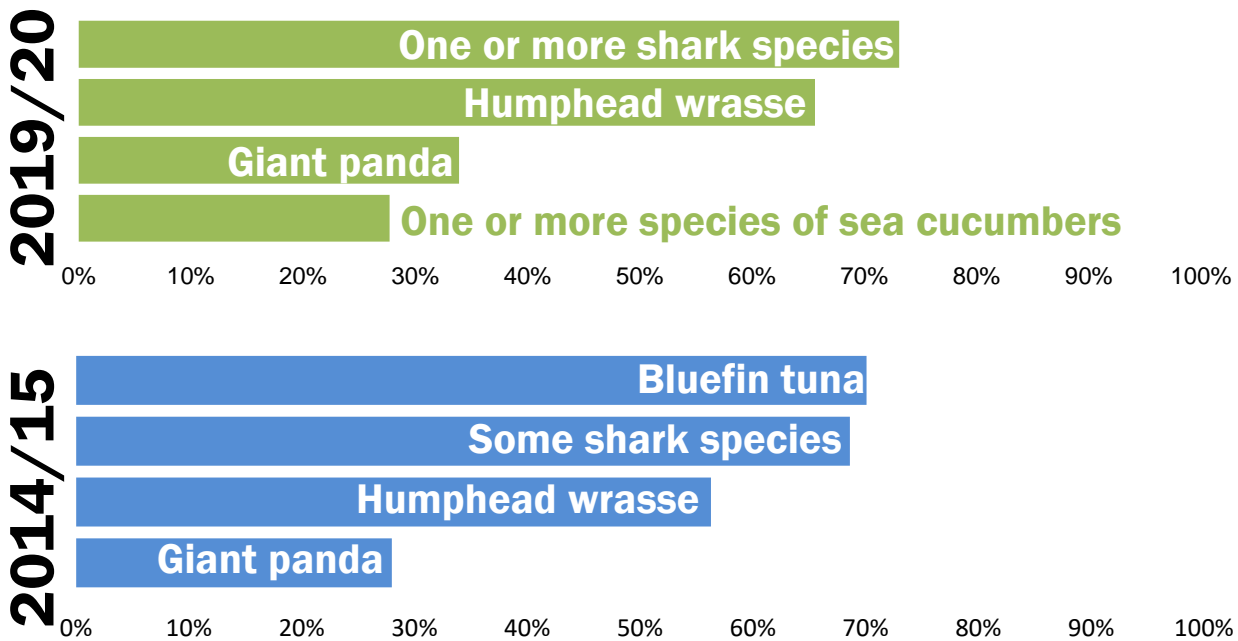 2019/20
One or more shark species
Humphead wrasse
Giant panda
One or more species of sea cucumbers
0% 10% 20% 30% 40% 50% 60% 70% 80% 90% 100%
2014/15
Bluefin tuna
Some shark species
Humphead wrasse
Giant panda
0% 10% 20% 30% 40% 50% 60% 70% 80% 90% 100%